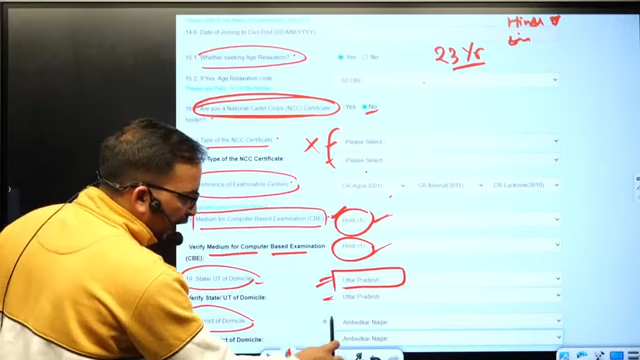 14.6. Date of Joining to Civil Post (DD/MM/YYYY)
Hindi
23 Yr
15.1. Whether seeking Age Relaxation? *
Yes No
15.2. If Yes, Age Relaxation code
02-OBC
Are you a National Cadet Corps (NCC) Certificate
holder?
Yes No
Type of the NCC Certificate *
-Please Select-
Type of the NCC Certificate
-Please Select-
Preference of Examination Centers *
CR-Agra(3001) CR-Meerut(3011) CR-Lucknow(3010)
Medium for Computer Based Examination (CBE)
Hindi (1)
Verify Medium for Computer Based Examination
(CBE)
Hindi (1)
State/ UT of Domicile
Uttar Pradesh
Verify State/ UT of Domicile
Uttar Pradesh
of Domicile
Ambedkar Nagar
of Domicile
Ambedkar Nagar